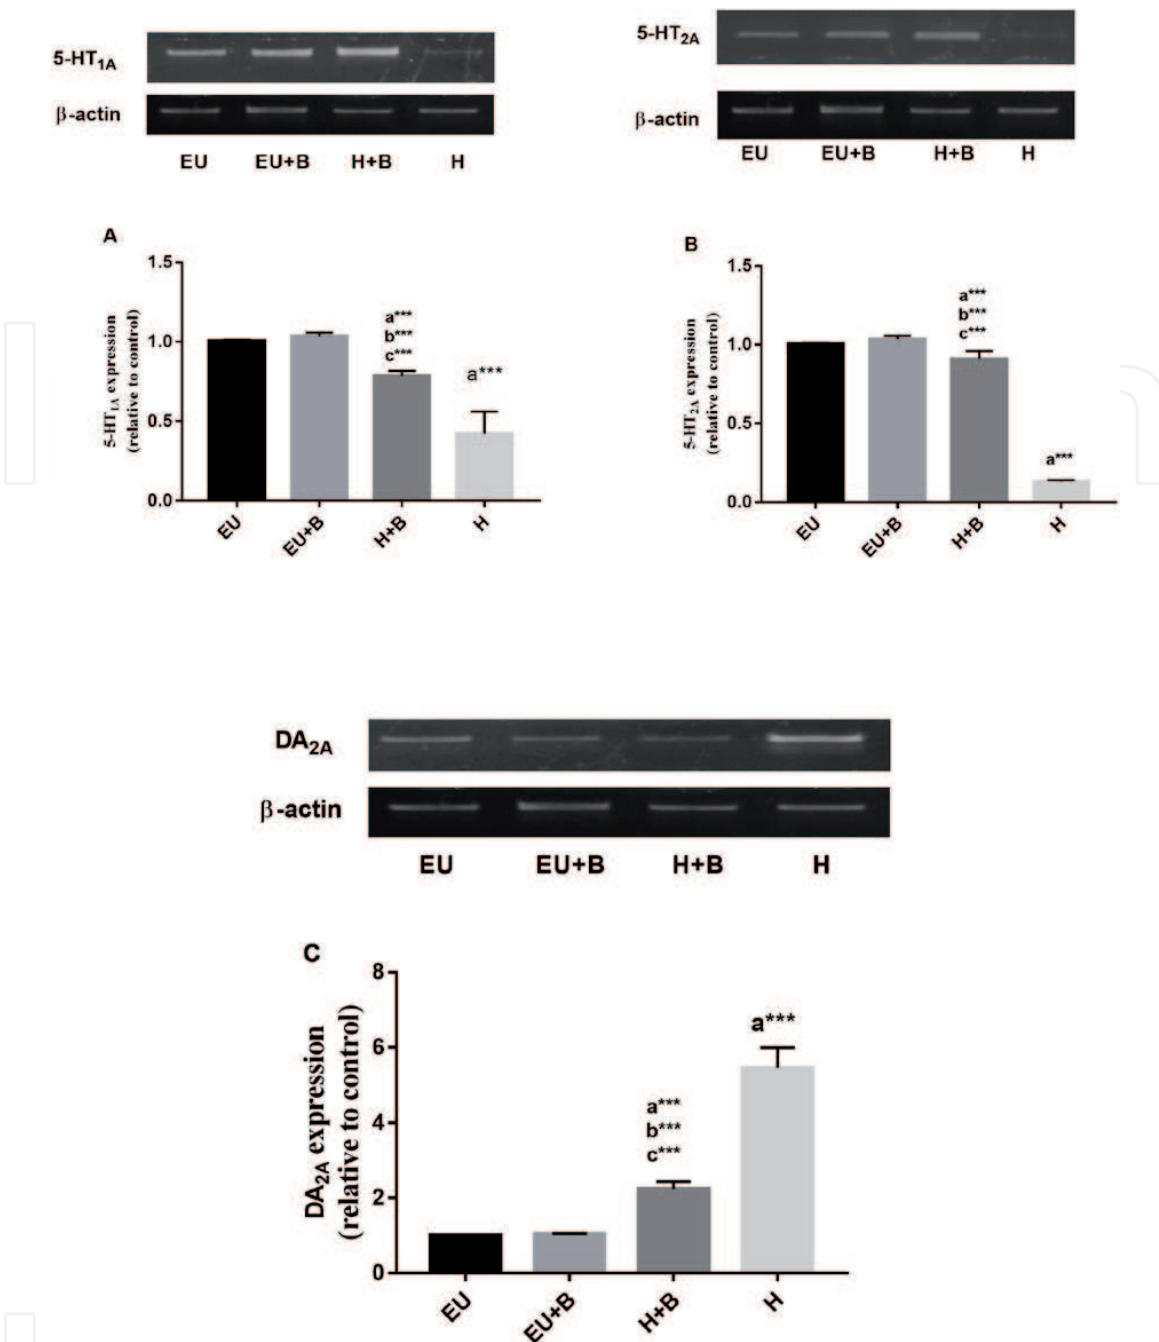 5-HT1A
β-actin
EU EU+B H+B H
5-HT2A
β-actin
EU EU+B H+B H
A
5-HT1A expression
(relative to control)
1.5
1.0
0.5
0.0
a***
b***
c***
a***
EU EU+B H+B H
B
5-HT2A expression
(relative to control)
1.5
1.0
0.5
0.0
a***
b***
c***
a***
EU EU+B H+B H
DA2A
β-actin
EU EU+B H+B H
C
DA2A expression
(relative to control)
8
6
4
2
0
a***
b***
c***
a***
EU EU+B H+B H